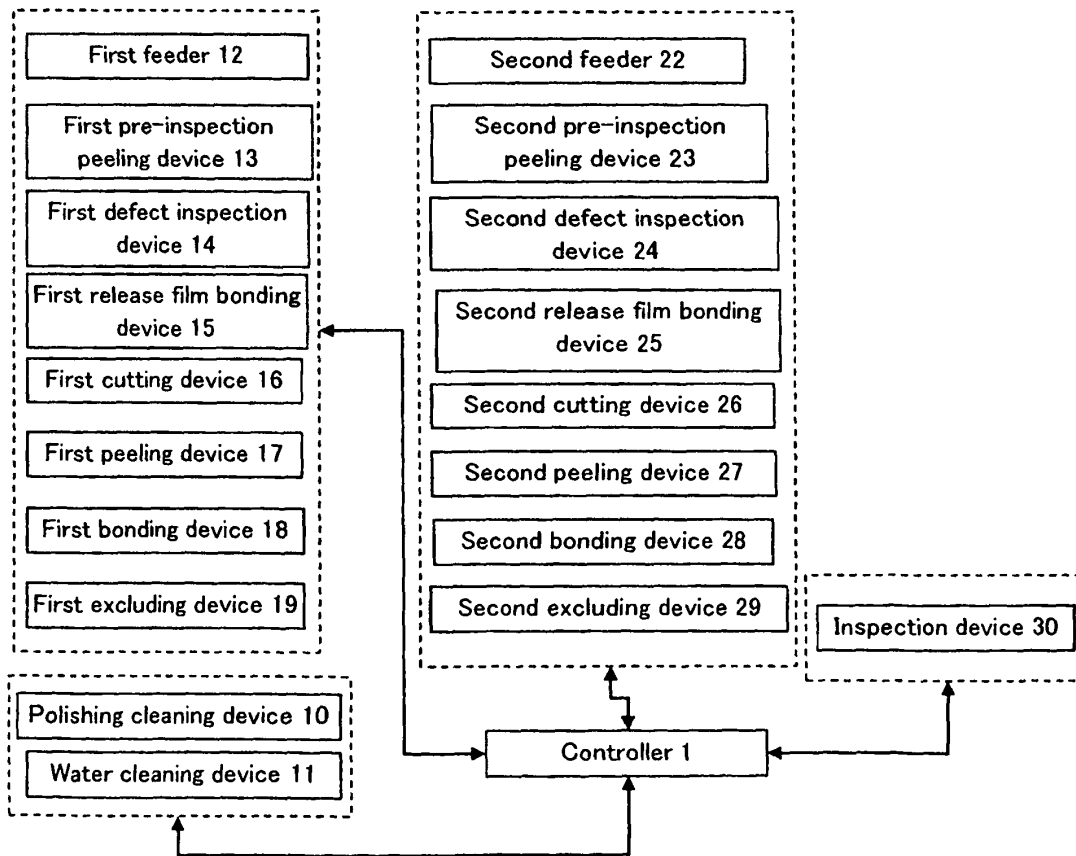 First feeder 12
First pre-inspection
peeling device 13
First defect inspection
device 14
First release film bonding
device 15
First cutting device 16
First peeling device 17
First bonding device 18
First excluding device 19
Polishing cleaning device 10
Water cleaning device 11
Second feeder 22
Second pre-inspection
peeling device 23
Second defect inspection
device 24
Second release film bonding
device 25
Second cutting device 26
Second peeling device 27
Second bonding device 28
Second excluding device 29
Controller 1
Inspection device 30